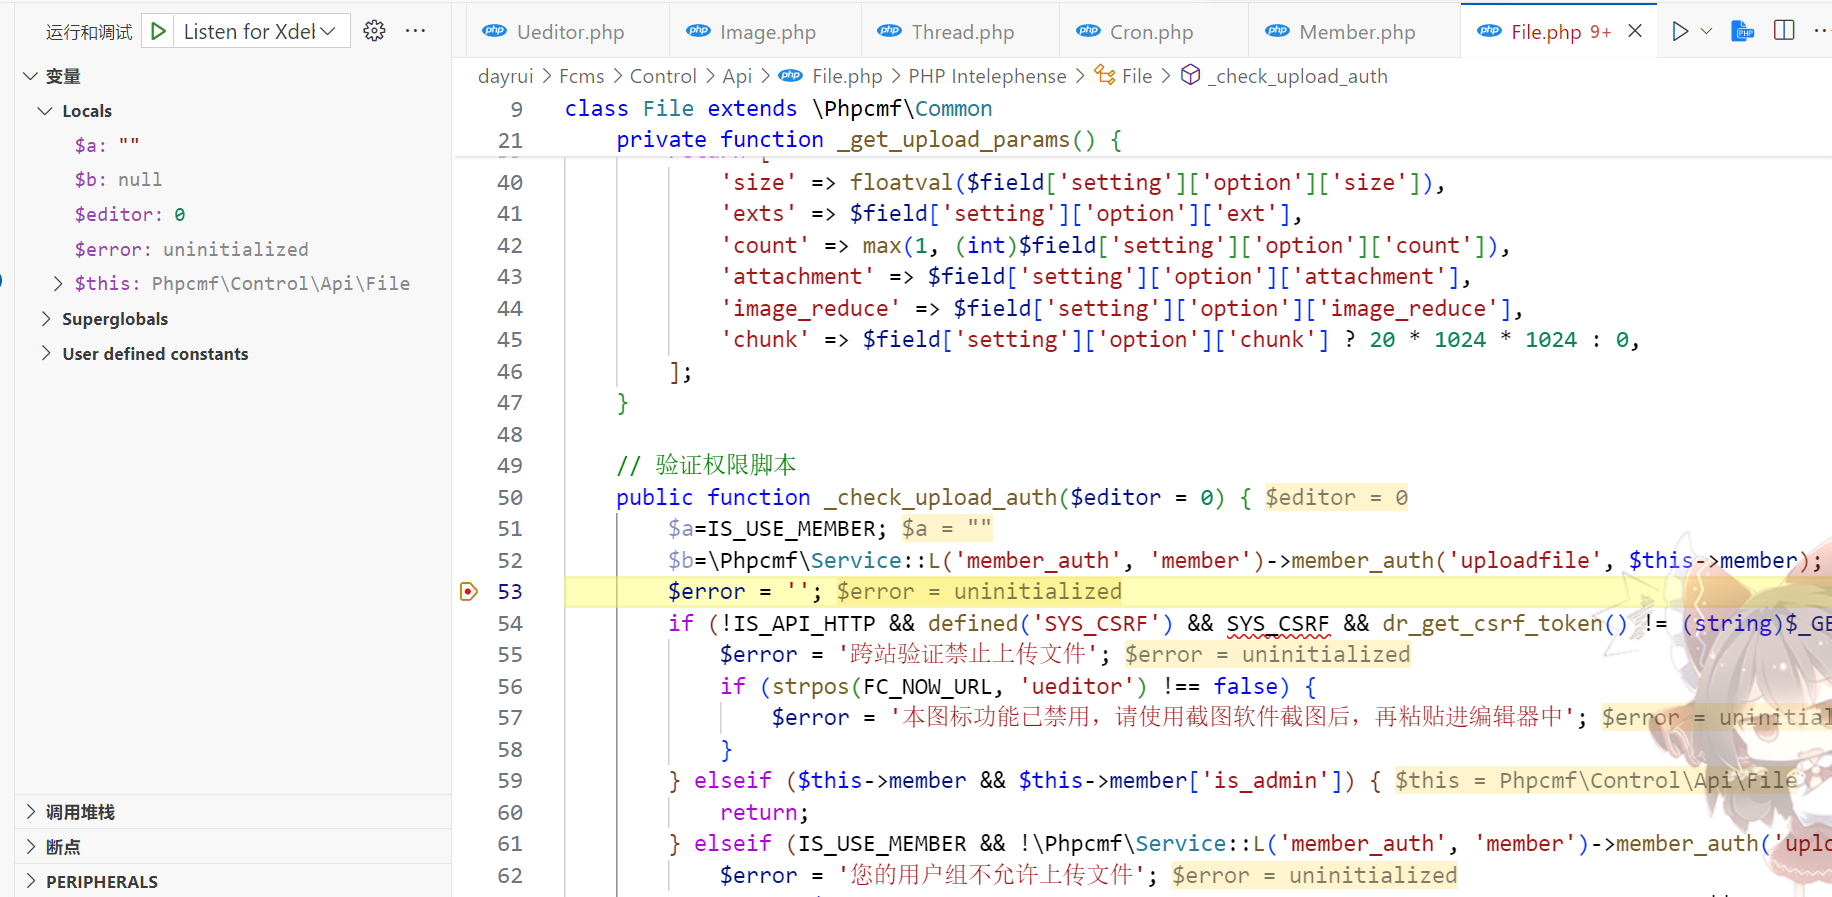 运行和调试 Listen for Xdel
变量
Locals
$a: ""
$b: null
$editor: 0
$error: uninitialized
$this: Phpcmf\Control\Api\File
Superglobals
User defined constants
调用堆栈
断点
PERIPHERALS
php Ueditor.php php Image.php php Thread.php php Cron.php php Member.php php File.php 9+
dayrui > Fcms > Control > Api > php File.php > PHP Intelephense > File > _check_upload_auth
9 class File extends \Phpcmf\Common
21 private function _get_upload_params() {
40 'size' => floatval($field['setting']['option']['size']),
41 'exts' => $field['setting']['option']['ext'],
42 'count' => max(1, (int)$field['setting']['option']['count']),
43 'attachment' => $field['setting']['option']['attachment'],
44 'image_reduce' => $field['setting']['option']['image_reduce'],
45 'chunk' => $field['setting']['option']['chunk'] ? 20 * 1024 * 1024 : 0,
46 ];
47 }
48
49 // 验证权限脚本
50 public function _check_upload_auth($editor = 0) { $editor = 0
51 $a=IS_USE_MEMBER; $a = ""
52 $b=\Phpcmf\Service::L('member_auth', 'member')->member_auth('uploadfile', $this->member);
53 $error = ''; $error = uninitialized
54 if (!IS_API_HTTP && defined('SYS_CSRF') && SYS_CSRF && dr_get_csrf_token() != (string)$_GE
55 $error = '跨站验证禁止上传文件'; $error = uninitialized
56 if (strpos(FC_NOW_URL, 'ueditor') !== false) {
57 $error = '本图标功能已禁用，请使用截图软件截图后，再粘贴进编辑器中'; $error = uninitial
58 }
59 } elseif ($this->member && $this->member['is_admin']) { $this = Phpcmf\Control\Api\File
60 return;
61 } elseif (IS_USE_MEMBER && !\Phpcmf\Service::L('member_auth', 'member')->member_auth('uplo
62 $error = '您的用户组不允许上传文件'; $error = uninitialized